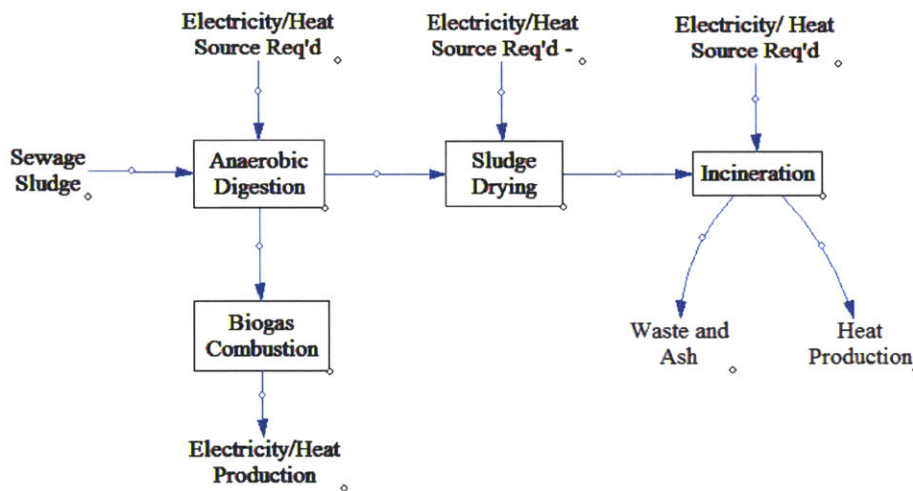 Electricity/Heat
Source Req'd
Electricity/Heat
Source Req'd -
Electricity/ Heat
Source Req'd
Sewage
Sludge
Anaerobic
Digestion
Sludge
Drying
Incineration
Biogas
Combustion
Waste and
Ash
Heat
Production
Electricity/Heat
Production